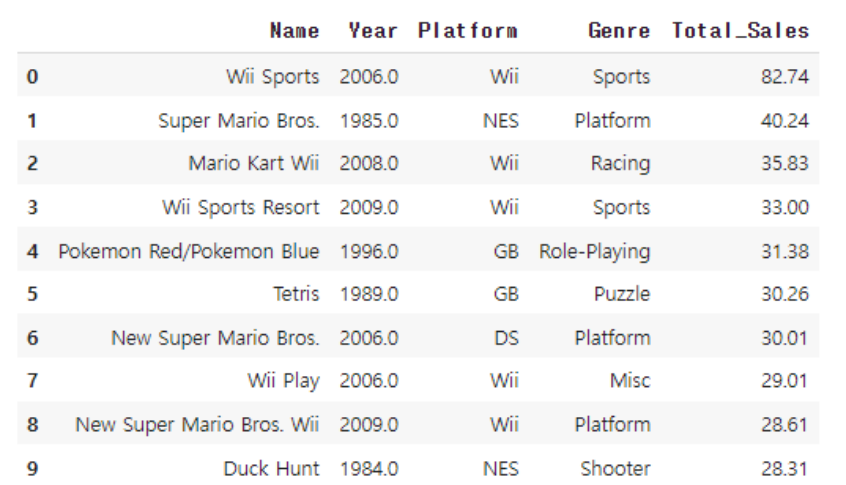 Name Year Platform Genre Total_Sales
0 Wii Sports 2006.0 Wii Sports 82.74
1 Super Mario Bros. 1985.0 NES Platform 40.24
2 Mario Kart Wii 2008.0 Wii Racing 35.83
3 Wii Sports Resort 2009.0 Wii Sports 33.00
4 Pokemon Red/Pokemon Blue 1996.0 GB Role-Playing 31.38
5 Tetris 1989.0 GB Puzzle 30.26
6 New Super Mario Bros. 2006.0 DS Platform 30.01
7 Wii Play 2006.0 Wii Misc 29.01
8 New Super Mario Bros. Wii 2009.0 Wii Platform 28.61
9 Duck Hunt 1984.0 NES Shooter 28.31